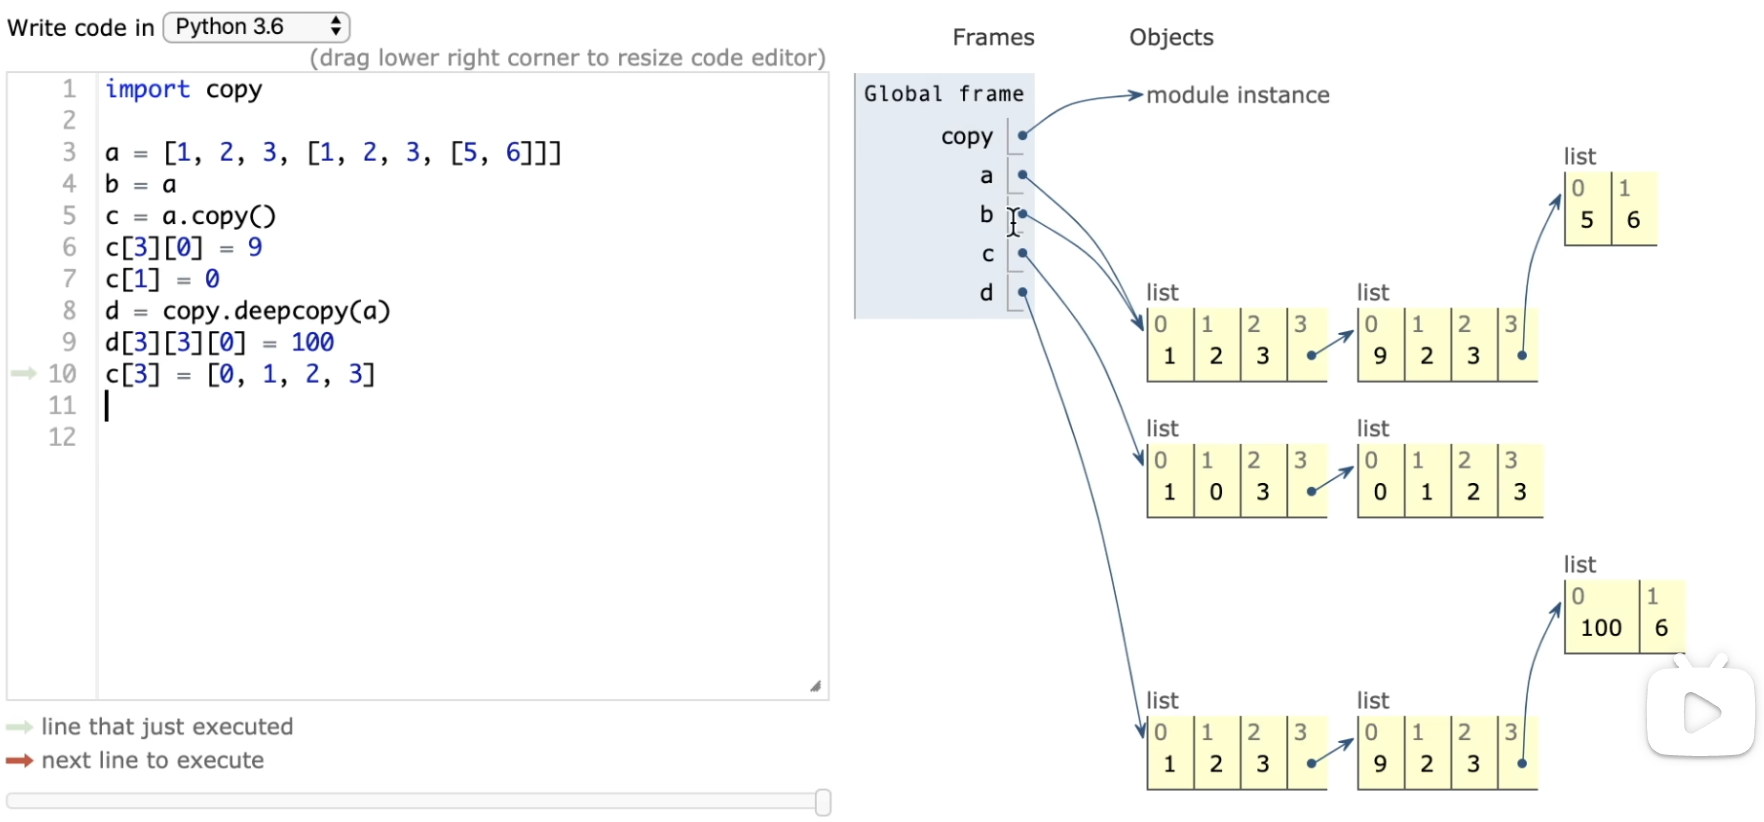 Write code in Python 3.6
(drag lower right corner to resize code editor)
1 import copy
2
3 a = [1, 2, 3, [1, 2, 3, [5, 6]]]
4 b = a
5 c = a.copy()
6 c[3][0] = 9
7 c[1] = 0
8 d = copy.deepcopy(a)
9 d[3][3][0] = 100
10 c[3] = [0, 1, 2, 3]
11
12
line that just executed
next line to execute
Frames Objects
Global frame
copy
module instance
a
b
c
d
list
0 1
5 6
list list
0 1 2 3 0 1 2 3
1 2 3 9 2 3
list list
0 1 2 3 0 1 2 3
1 0 3 0 1 2 3
list
0 1
100 6
list list
0 1 2 3 0 1 2 3
1 2 3 9 2 3